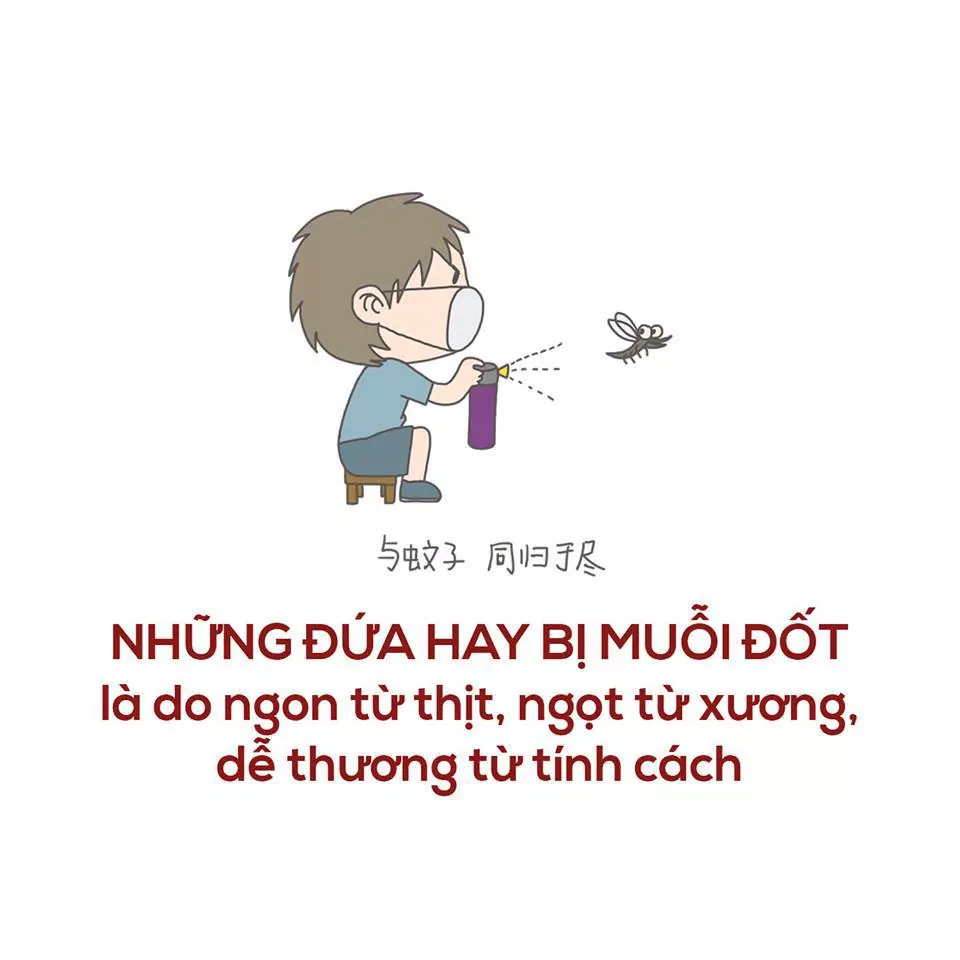 与蚊子 同归于尽
NHỮNG ĐỨA HAY BỊ MUỖI ĐỐT
là do ngon từ thịt, ngọt từ xương,
dễ thương từ tính cách